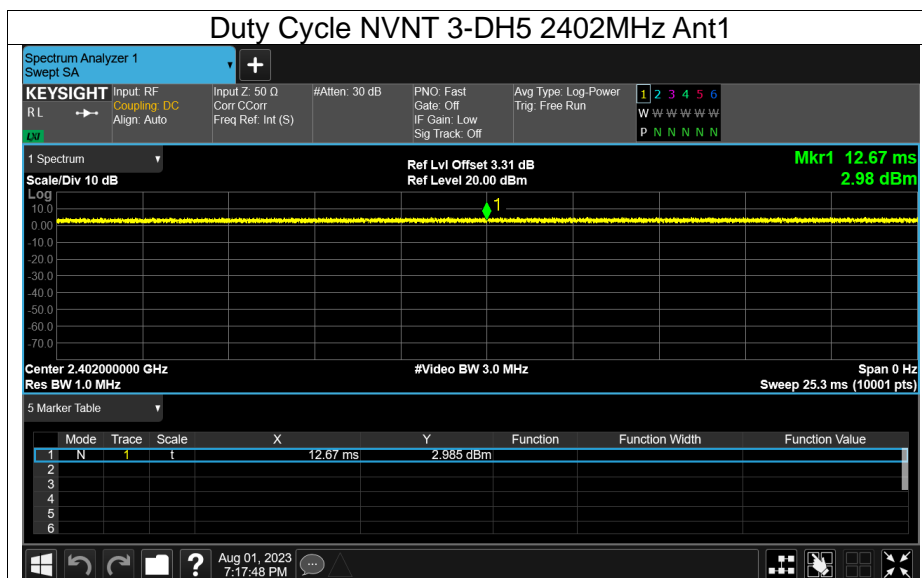 Duty Cycle NVNT 3-DH5 2402MHz Ant1
Spectrum Analyzer 1
Swept SA
+
KEYSIGHT Input: RF Input Z: 50 Ω #Atten: 30 dB PNO: Fast Avg Type: Log-Power 1 2 3 4 5 6
R L Coupling: DC Corr CCorr Gate: Off Trig: Free Run W W W W W W
Align: Auto Freq Ref: Int (S) IF Gain: Low
LXI Sig Track: Off P N N N N N
1 Spectrum Ref Lvl Offset 3.31 dB Mkr1 12.67 ms
Scale/Div 10 dB Ref Level 20.00 dBm 2.98 dBm
Log
10.0 1
0.00
-10.0
-20.0
-30.0
-40.0
-50.0
-60.0
-70.0
Center 2.402000000 GHz #Video BW 3.0 MHz Span 0 Hz
Res BW 1.0 MHz Sweep 25.3 ms (10001 pts)
5 Marker Table
Mode Trace Scale X Y Function Function Width Function Value
1 N 1 t 12.67 ms 2.985 dBm
2
3
4
5
6
? Aug 01, 2023
7:17:48 PM